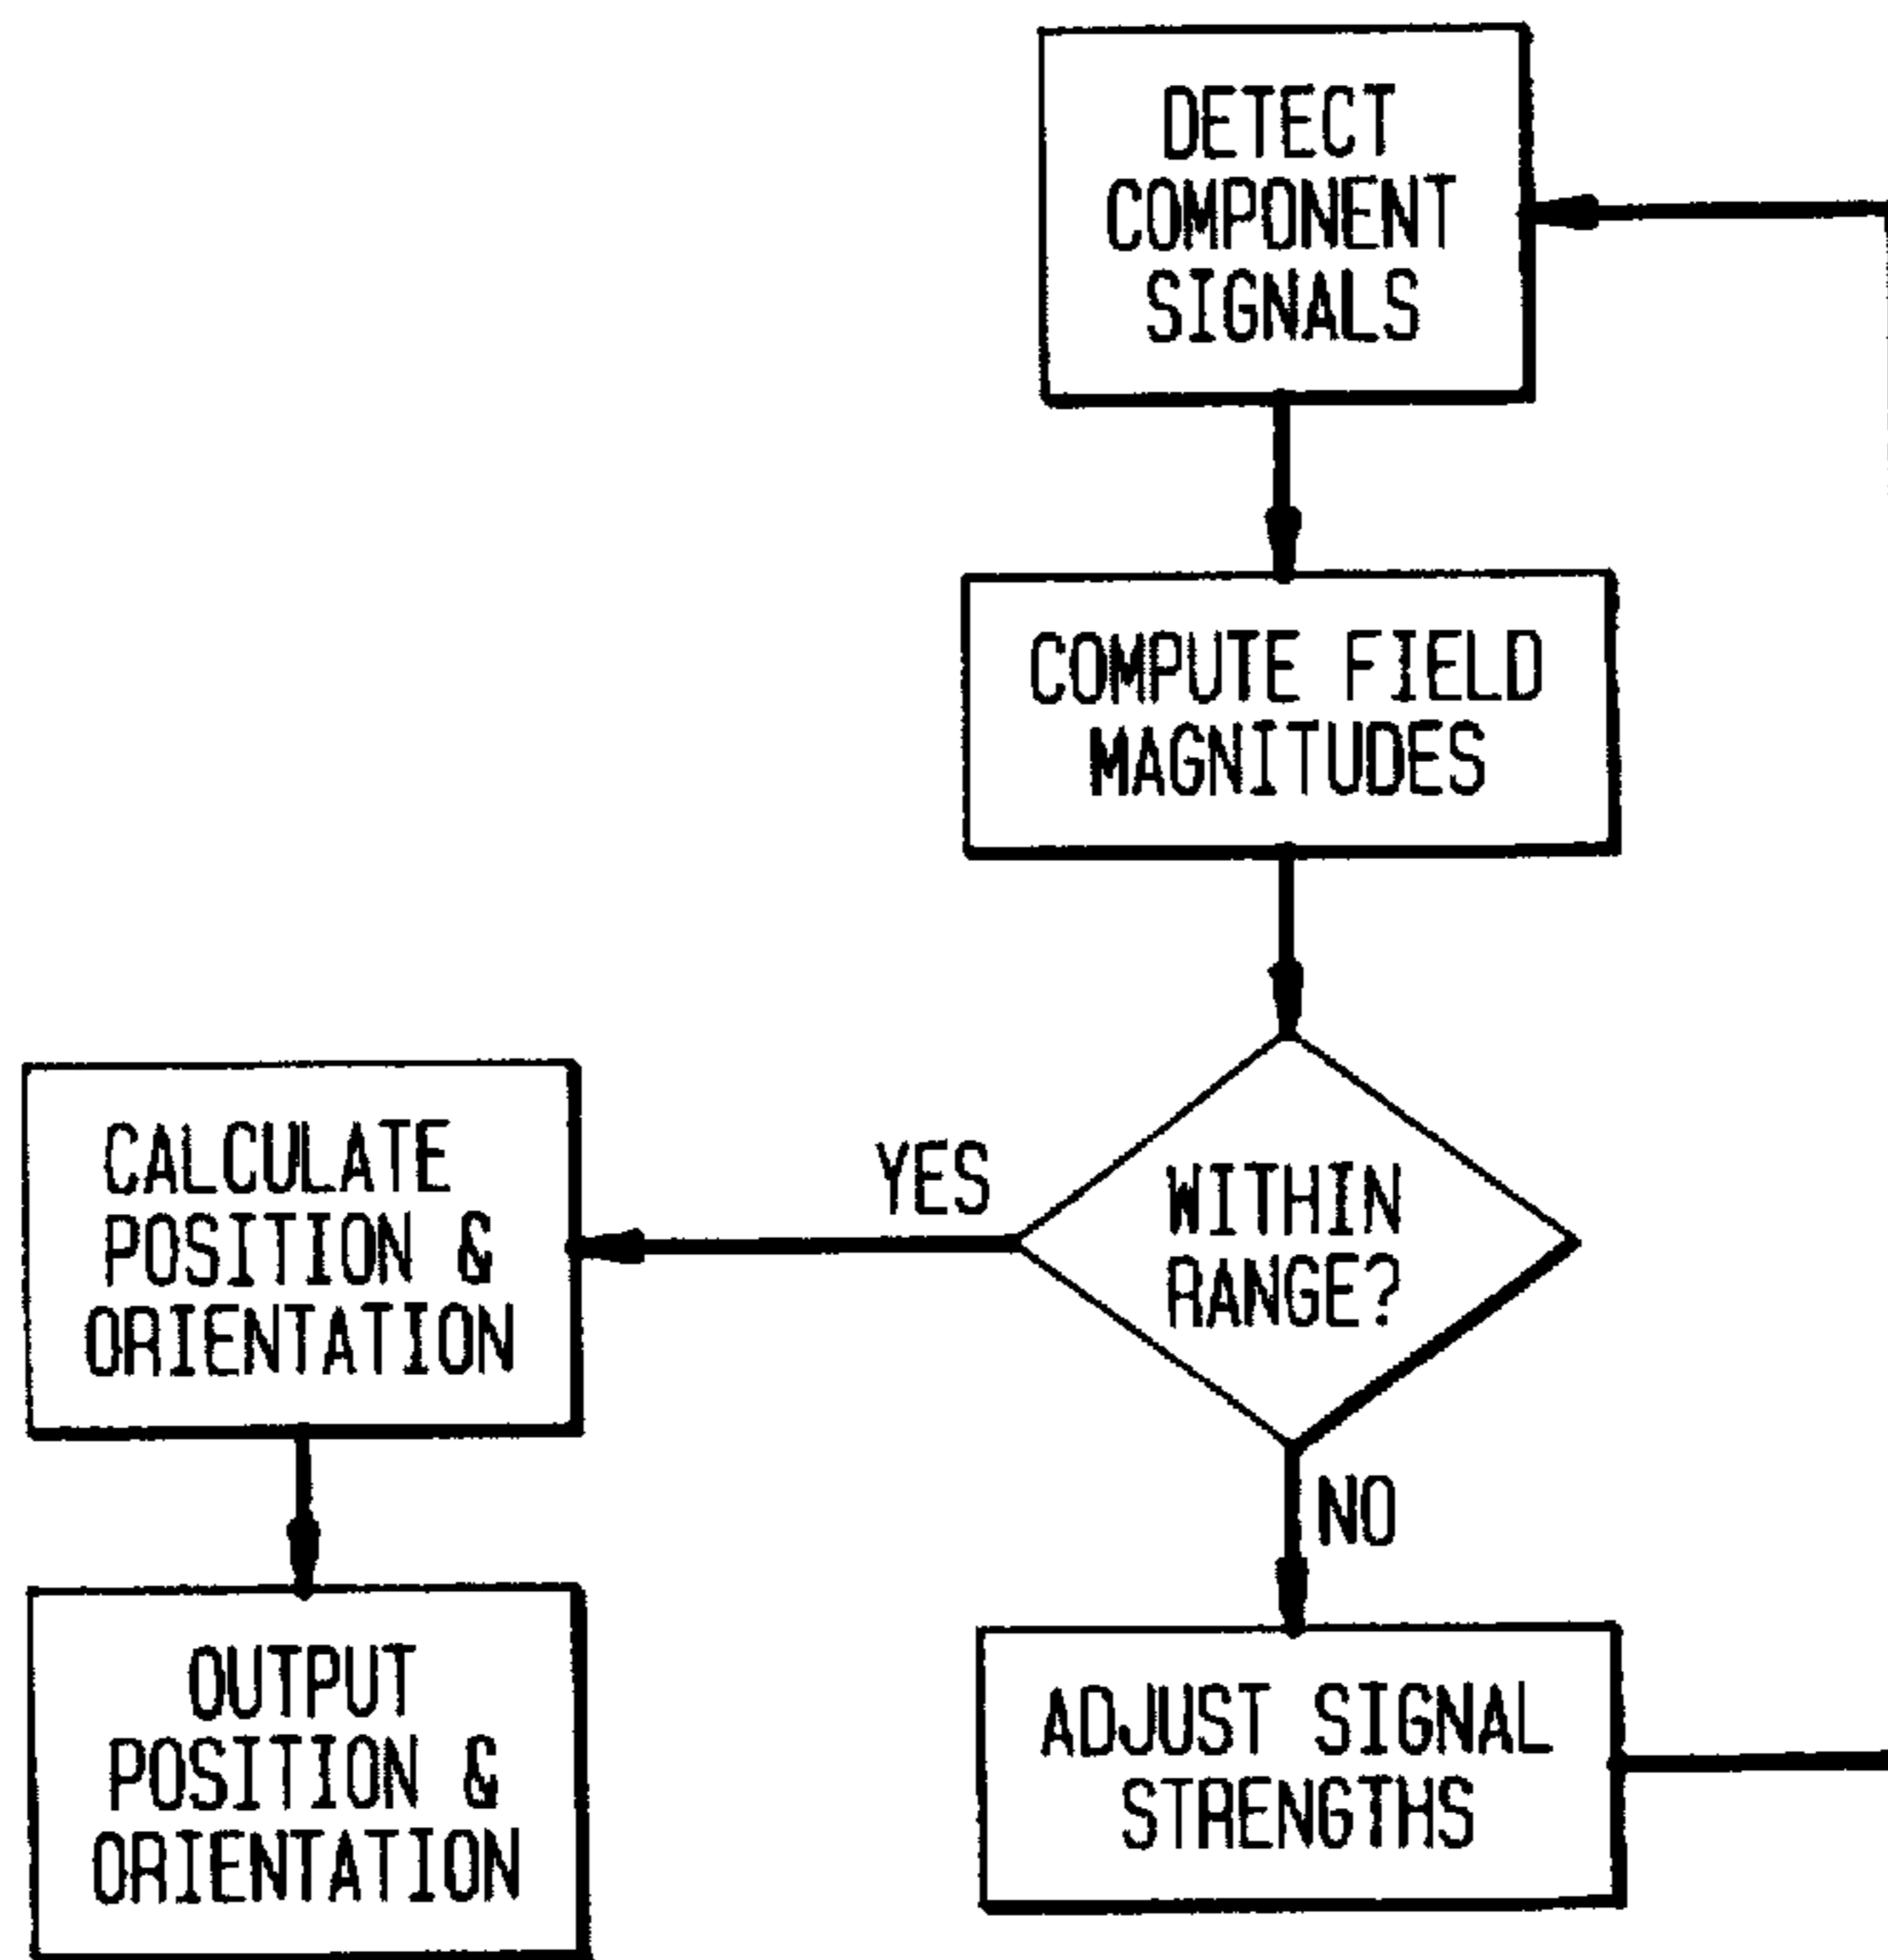 DETECT
COMPONENT
SIGNALS
COMPUTE FIELD
MAGNITUDES
WITHIN
RANGE?
YES
CALCULATE
POSITION &
ORIENTATION
OUTPUT
POSITION &
ORIENTATION
NO
ADJUST SIGNAL
STRENGTHS